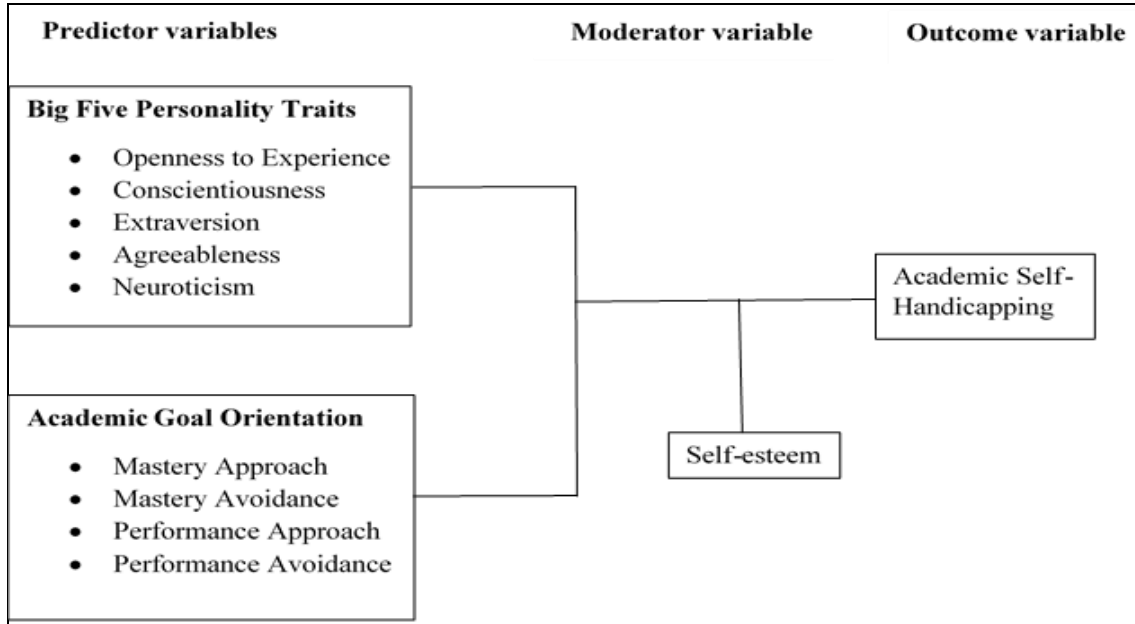 Predictor variables
Moderator variable
Outcome variable
Big Five Personality Traits
• Openness to Experience
• Conscientiousness
• Extraversion
• Agreeableness
• Neuroticism
Academic Self-
Handicapping
Academic Goal Orientation
• Mastery Approach
• Mastery Avoidance
• Performance Approach
• Performance Avoidance
Self-esteem